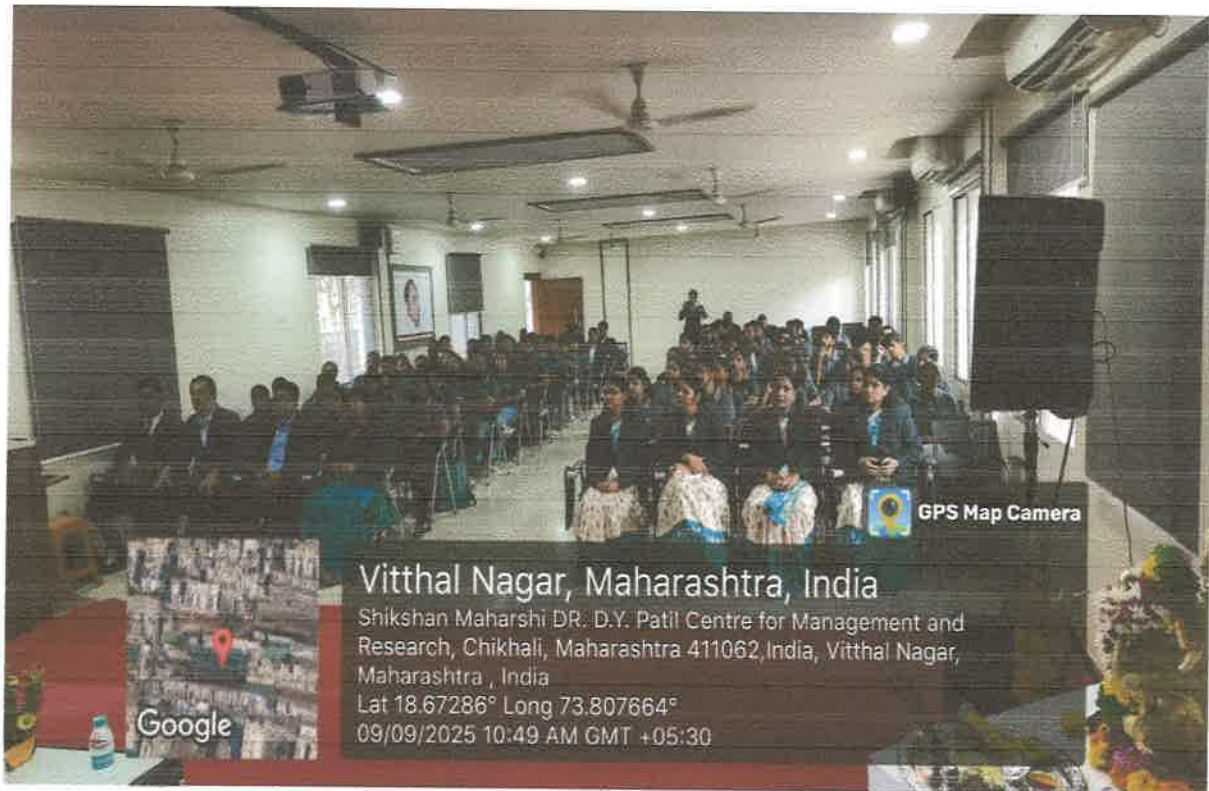 GPS Map Camera
Vitthal Nagar, Maharashtra, India
Shikshan Maharshi DR. D.Y. Patil Centre for Management and
Research, Chikhali, Maharashtra 411062,India, Vitthal Nagar,
Maharashtra , India
Lat 18.67286° Long 73.807664°
09/09/2025 10:49 AM GMT +05:30
Google